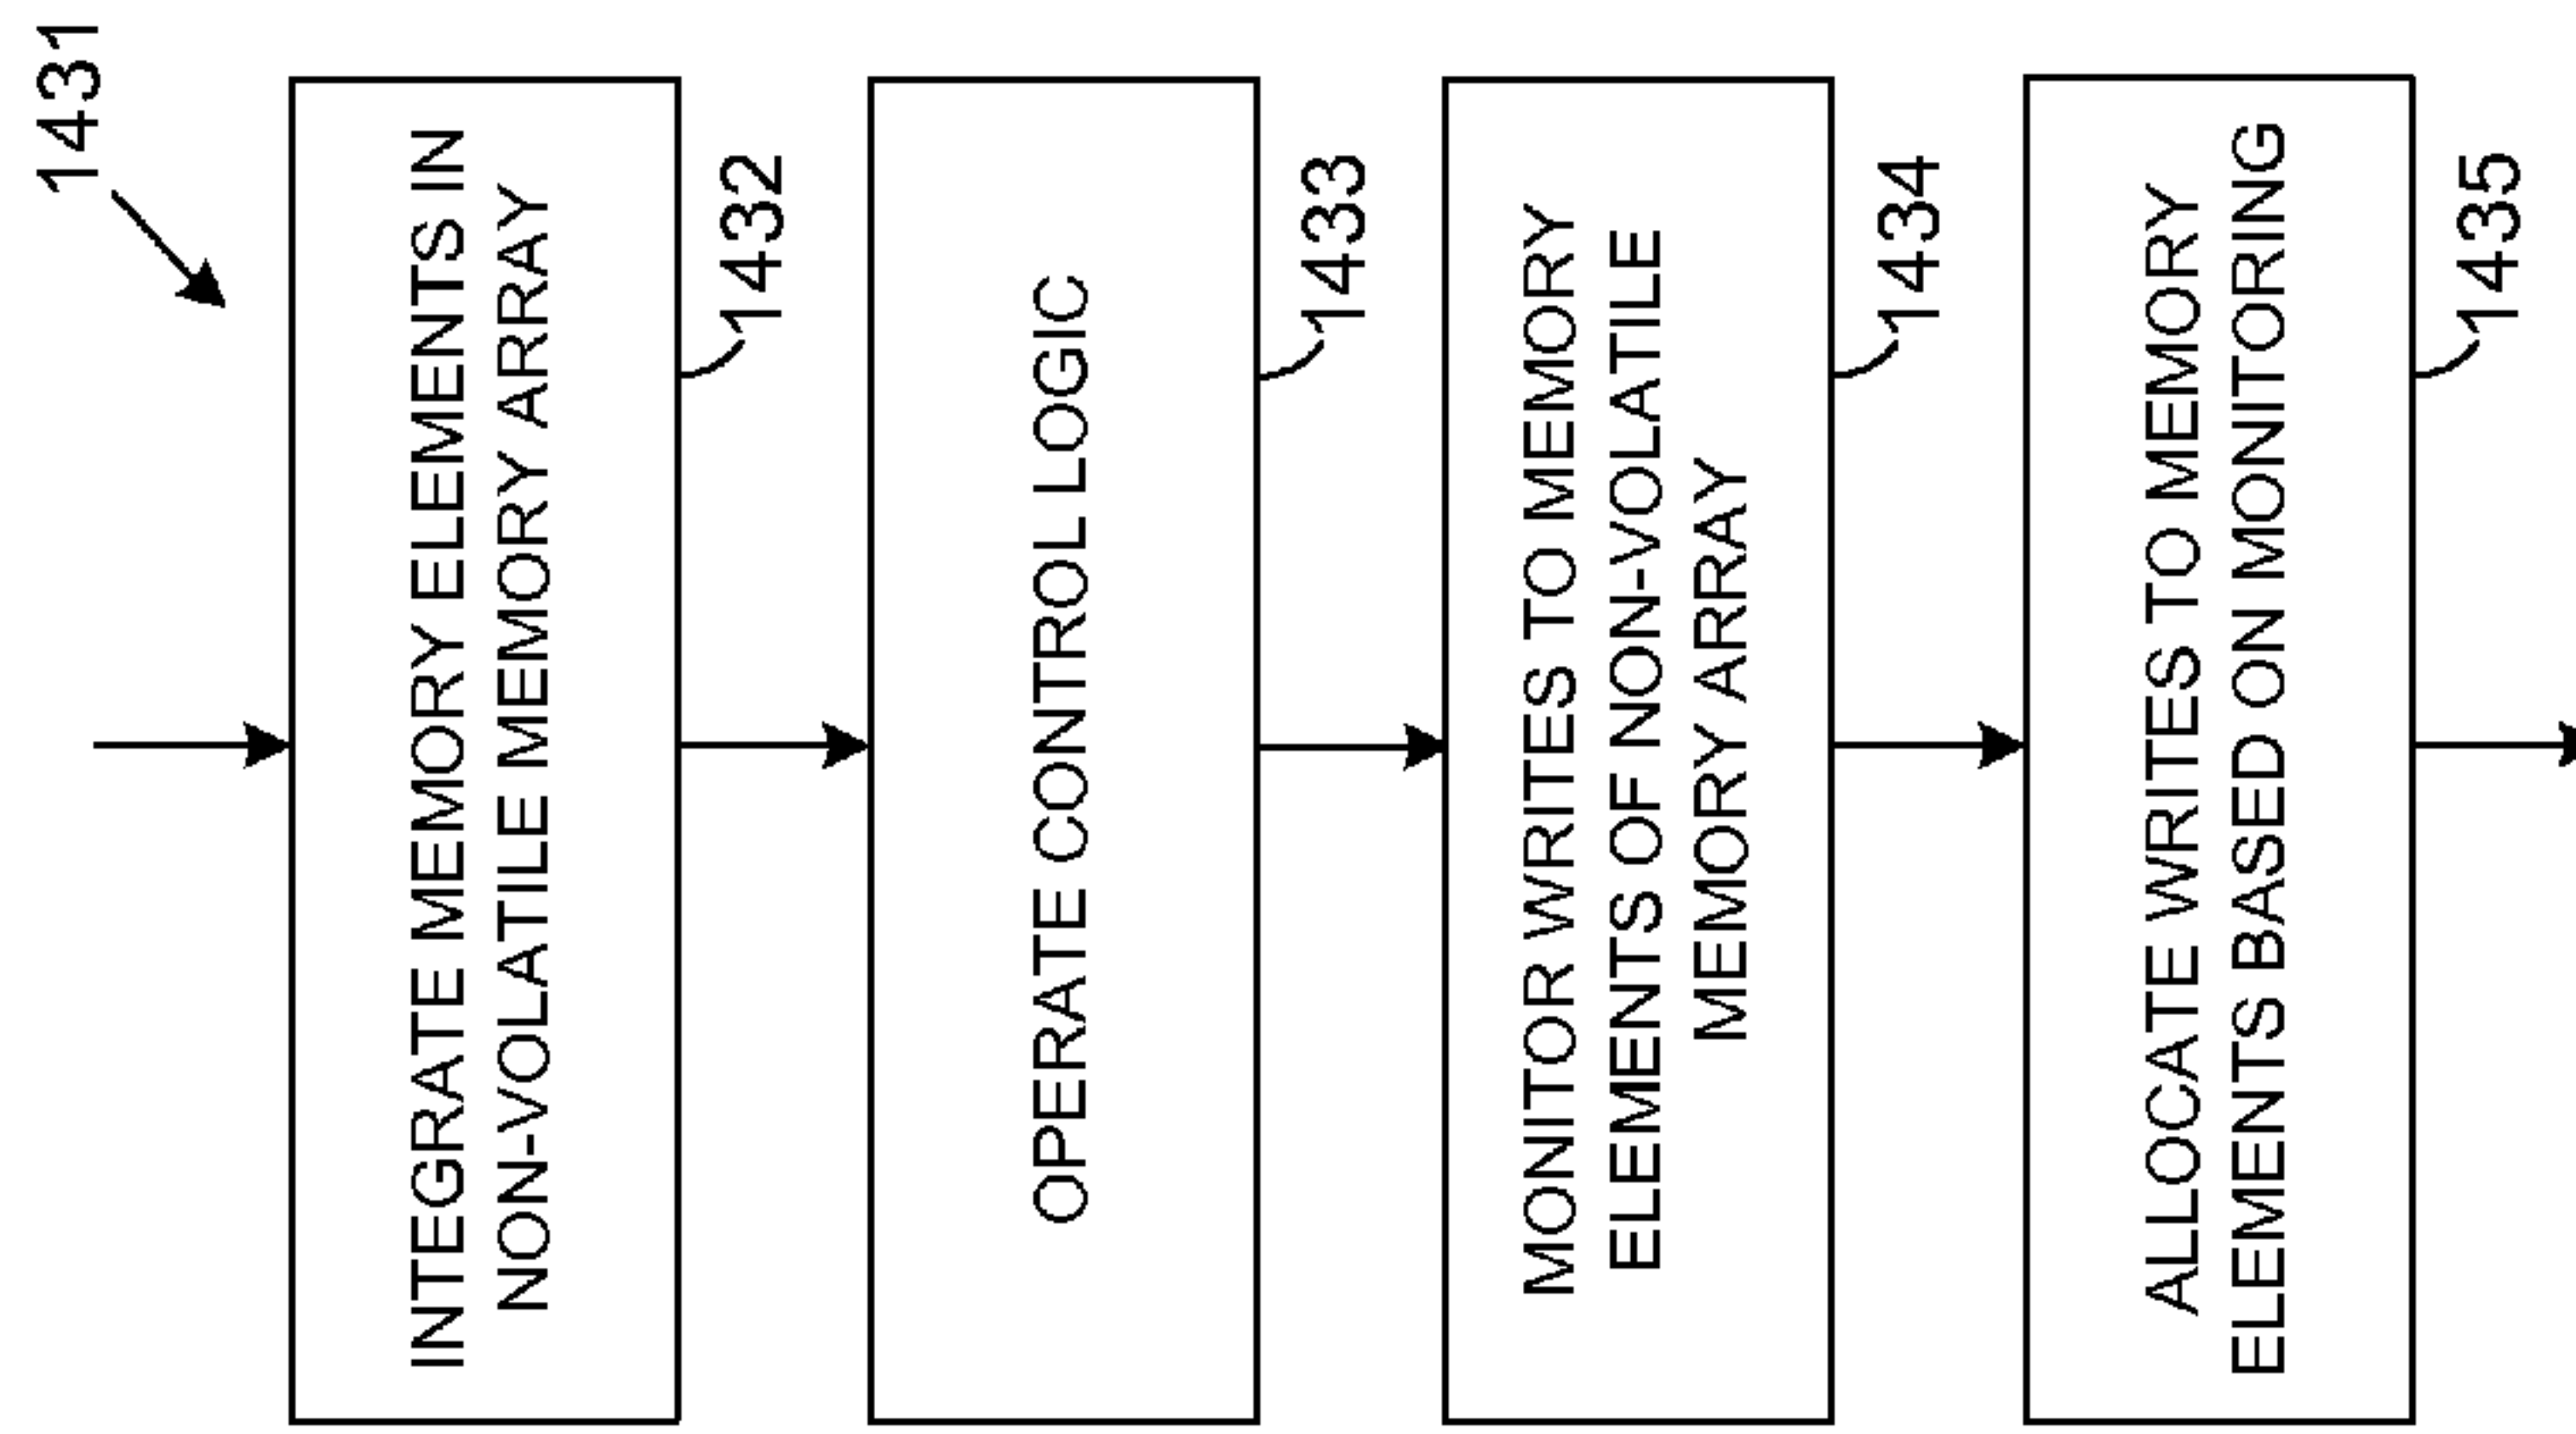 1431
INTEGRATE MEMORY ELEMENTS IN
NON-VOLATILE MEMORY ARRAY
1432
OPERATE CONTROL LOGIC
1433
MONITOR WRITES TO MEMORY
ELEMENTS OF NON-VOLATILE
MEMORY ARRAY
1434
ALLOCATE WRITES TO MEMORY
ELEMENTS BASED ON MONITORING
1435